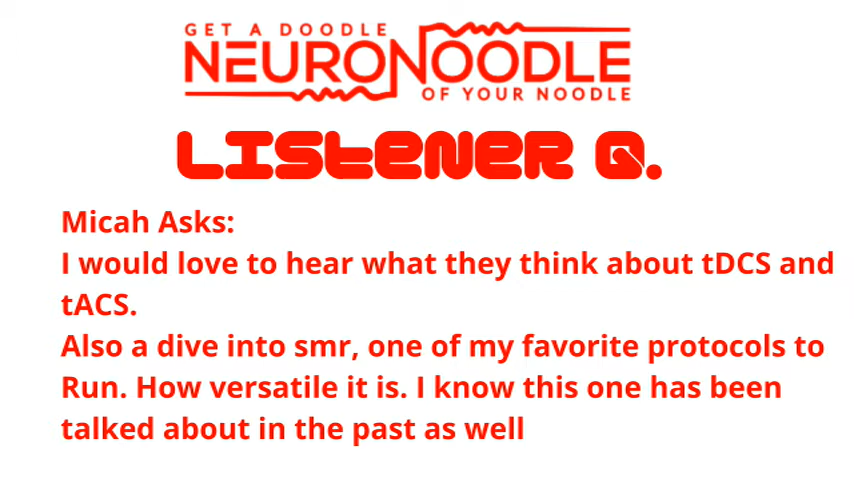 GET A DOODLE
NEURONOODLE
OF YOUR NOODLE
LISTENER Q.
Micah Asks:
I would love to hear what they think about tDCS and
tACS.
Also a dive into smr, one of my favorite protocols to
Run. How versatile it is. I know this one has been
talked about in the past as well